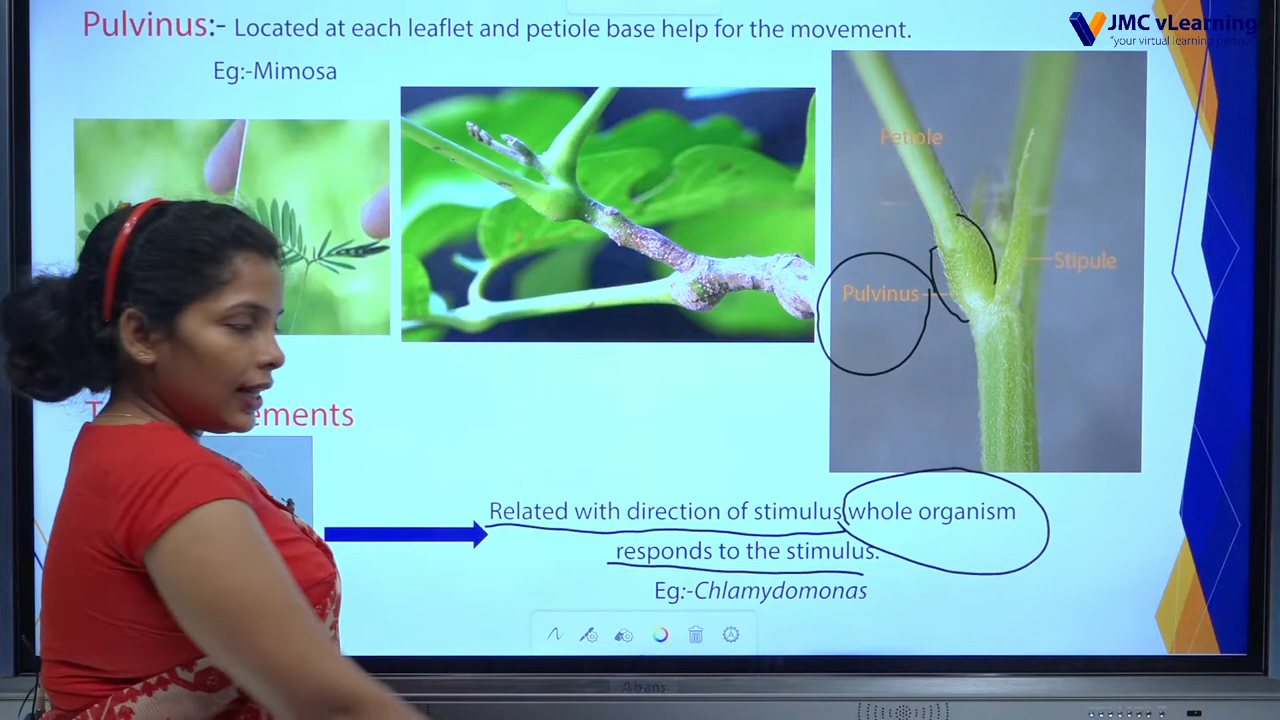 Pulvinus:- Located at each leaflet and petiole base help for the movement.
JMC vLearning
Eg:-Mimosa
Petiole
Stipule
Pulvinus
ements
Related with direction of stimulus whole organism
responds to the stimulus.
Eg:-Chlamydomonas
Abans